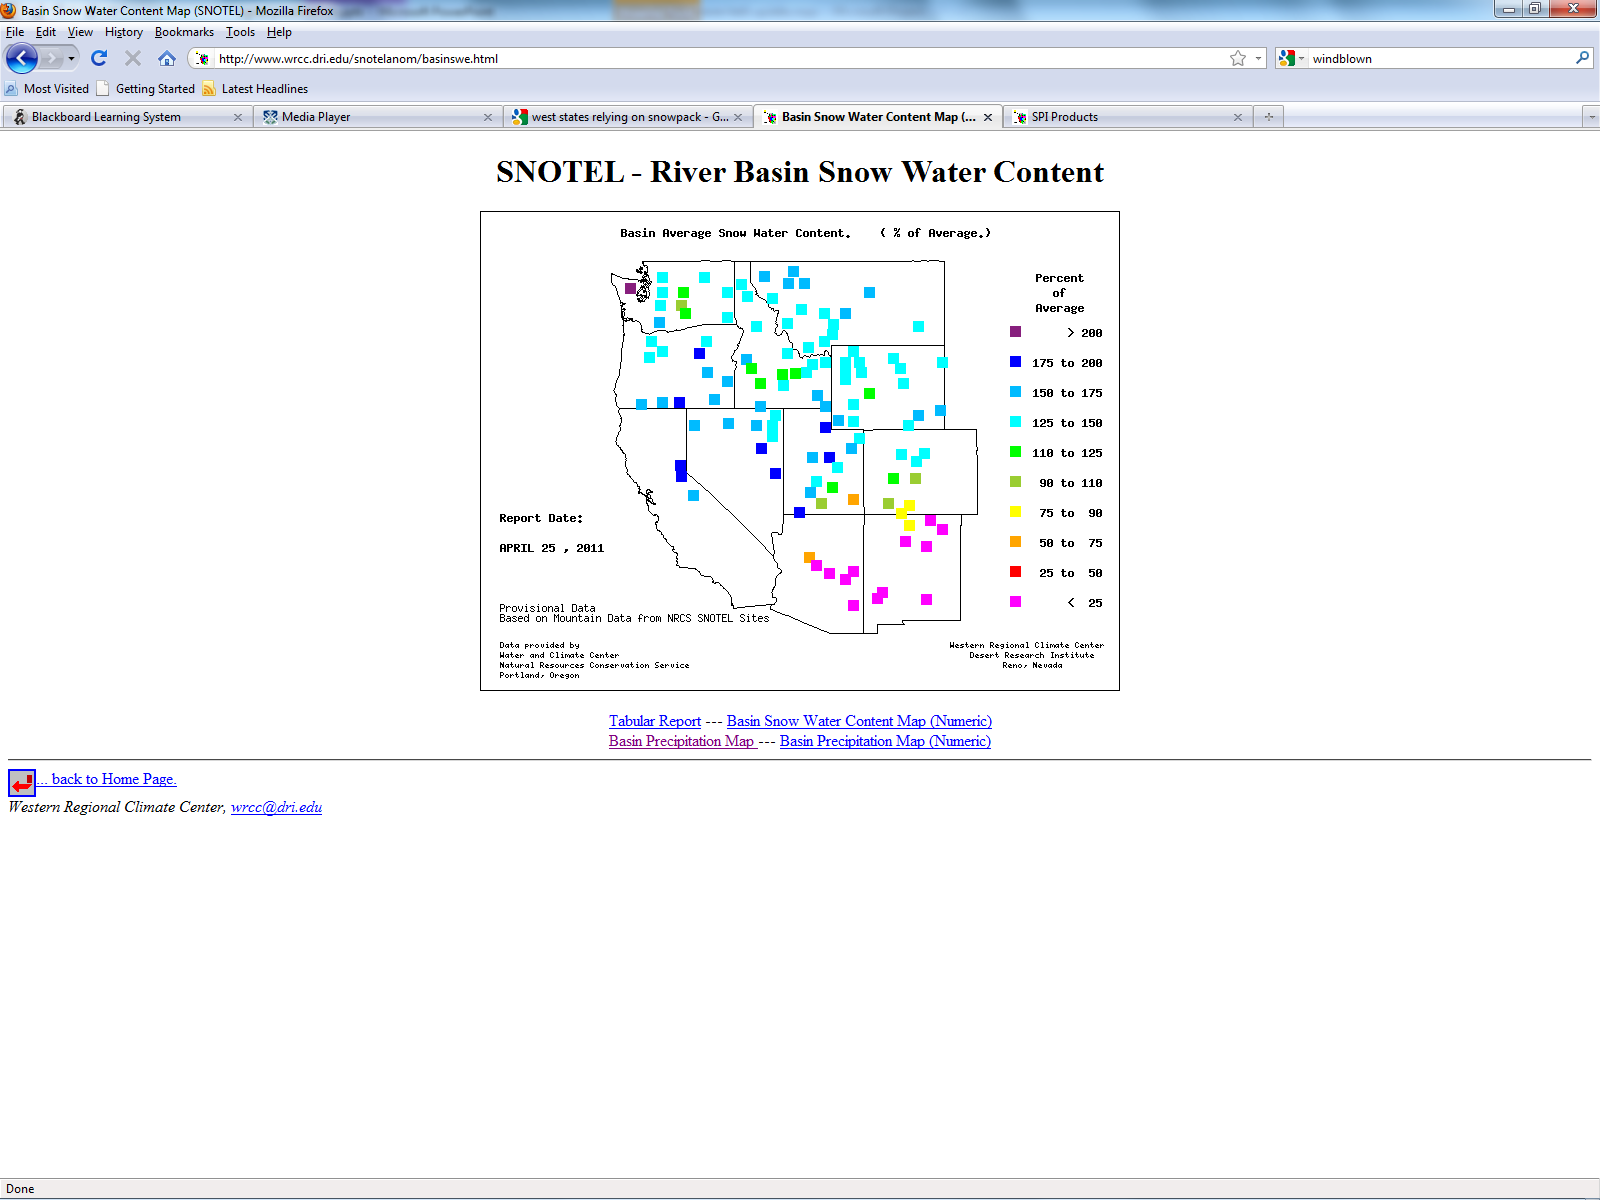 Basin Snow Water Content Map (SNOTEL) - Mozilla Firefox
File Edit View History Bookmarks Tools Help
http://www.wrcc.dri.edu/snotelanom/basinswe.html
windblown
Most Visited Getting Started Latest Headlines
Blackboard Learning System
Media Player
west states relying on snowpack - G...
Basin Snow Water Content Map (...
SPI Products
SNOTEL - River Basin Snow Water Content
Basin Average Snow Water Content. ( % of Average.)
Percent
of
Average
> 200
175 to 200
150 to 175
125 to 150
110 to 125
90 to 110
75 to 90
50 to 75
25 to 50
< 25
Report Date:
APRIL 25 , 2011
Provisional Data
Based on Mountain Data from NRCS SNOTEL Sites
Data provided by
Water and Climate Center
Natural Resources Conservation Service
Portland, Oregon
Western Regional Climate Center
Desert Research Institute
Reno, Nevada
Tabular Report --- Basin Snow Water Content Map (Numeric)
Basin Precipitation Map --- Basin Precipitation Map (Numeric)
... back to Home Page.
Western Regional Climate Center, wrcc@dri.edu
Done